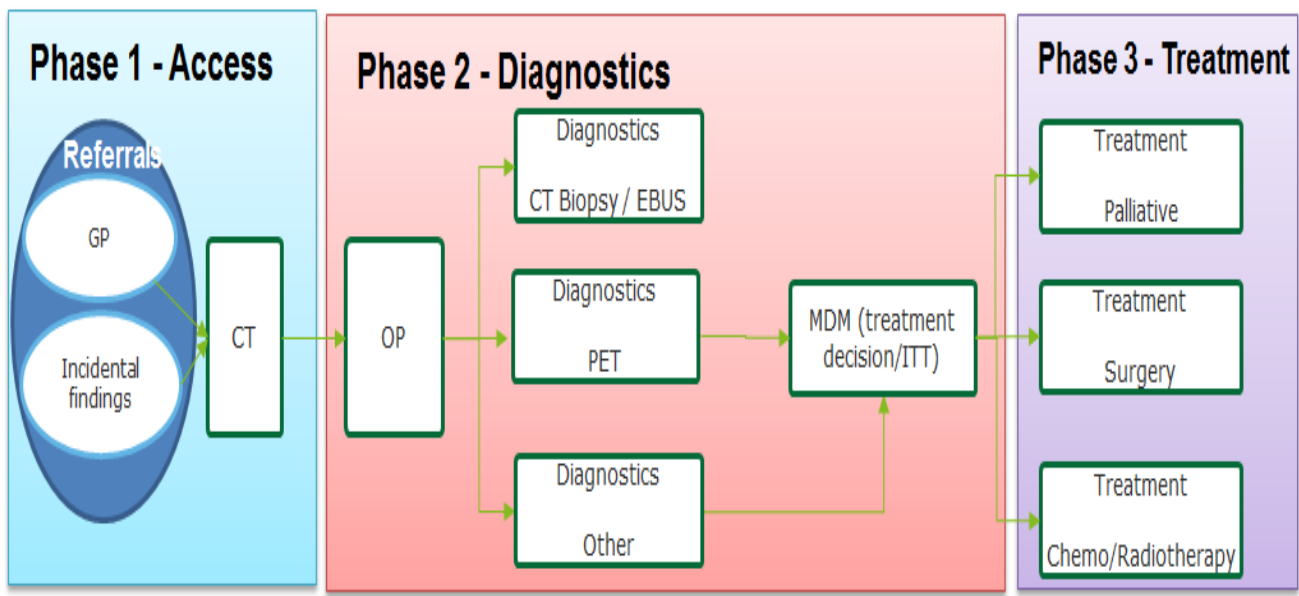 Phase 1 - Access
Referrals
GP
Incidental
findings
CT
Phase 2 - Diagnostics
OP
Diagnostics
CT Biopsy / EBUS
Diagnostics
PET
Diagnostics
Other
MDM (treatment
decision/ITT)
Phase 3 - Treatment
Treatment
Palliative
Treatment
Surgery
Treatment
Chemo/Radiotherapy